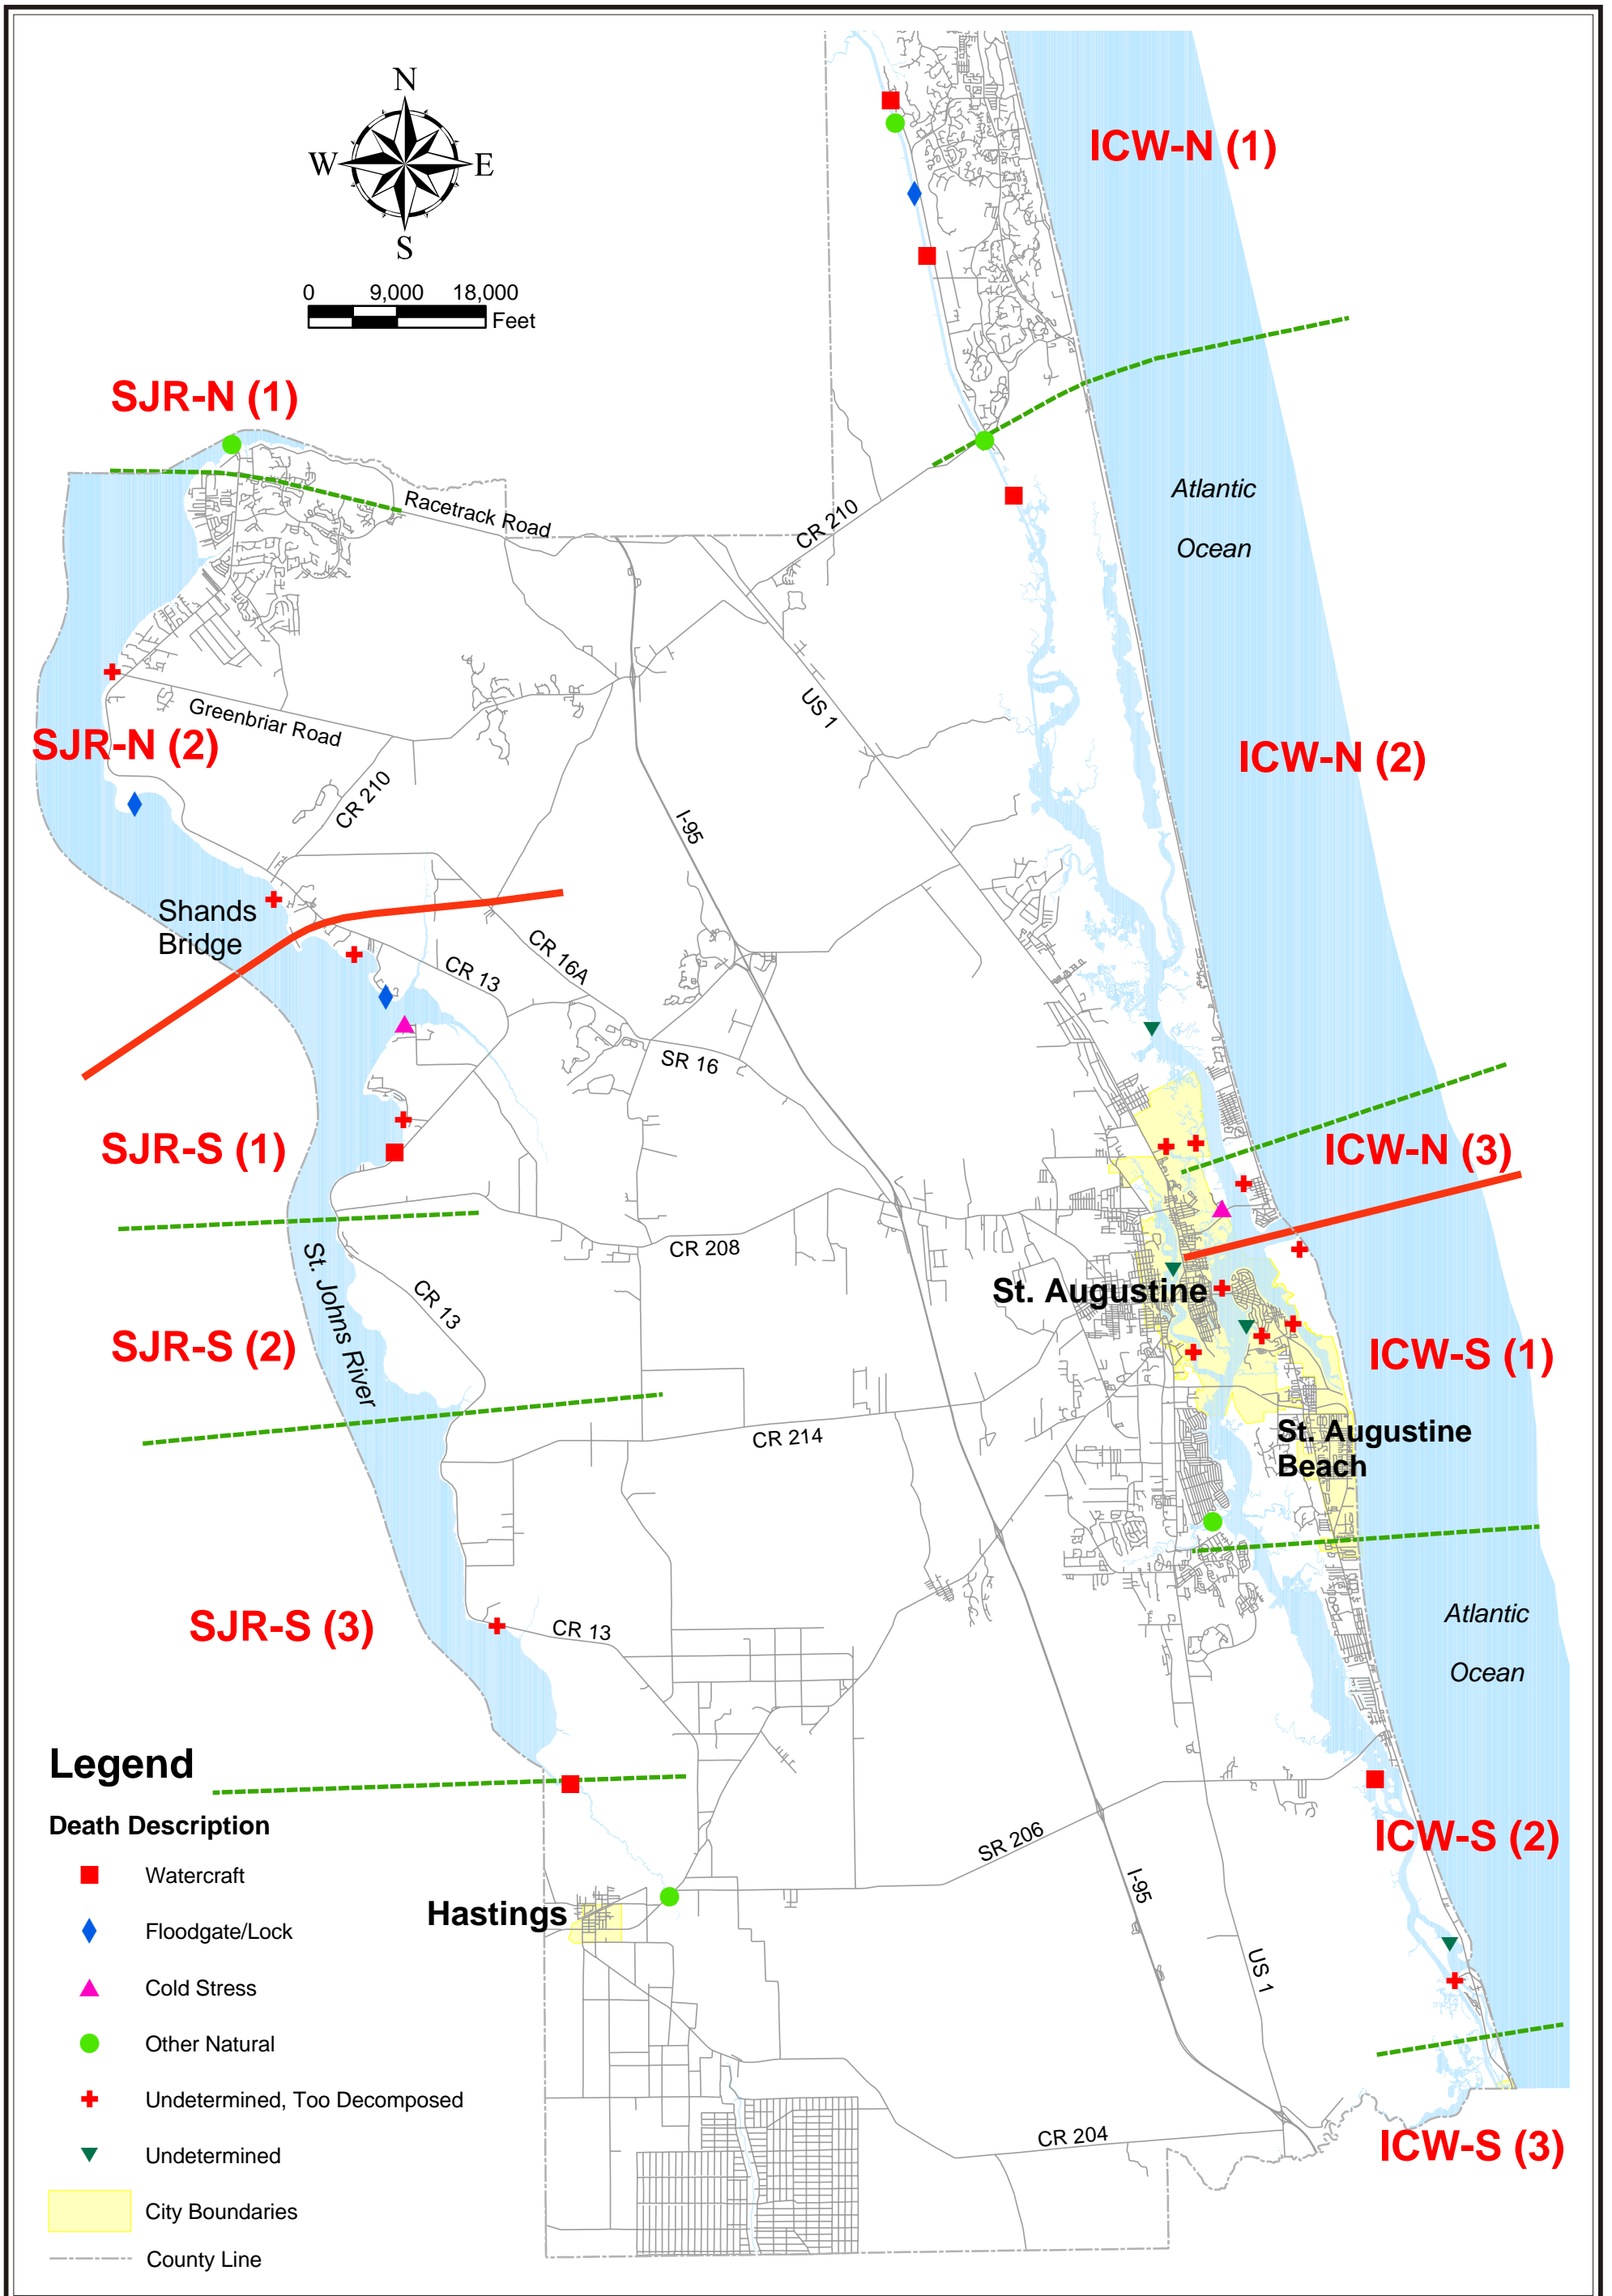 N
W E
S
0 9,000 18,000
Feet
ICW-N (1)
SJR-N (1)
Racetrack Road
CR 210
Atlantic
Ocean
Greenbriar Road
SJR-N (2)
US 1
ICW-N (2)
CR 210
I-95
Shands
Bridge
CR 13
CR 16A
SR 16
SJR-S (1)
ICW-N (3)
CR 208
St. Johns River
CR 13
St. Augustine
SJR-S (2)
ICW-S (1)
CR 214
St. Augustine
Beach
SJR-S (3)
CR 13
Atlantic
Ocean
Legend
Death Description
Watercraft
Floodgate/Lock
Cold Stress
Other Natural
Undetermined, Too Decomposed
Undetermined
City Boundaries
County Line
SR 206
ICW-S (2)
I-95
Hastings
US 1
CR 204
ICW-S (3)